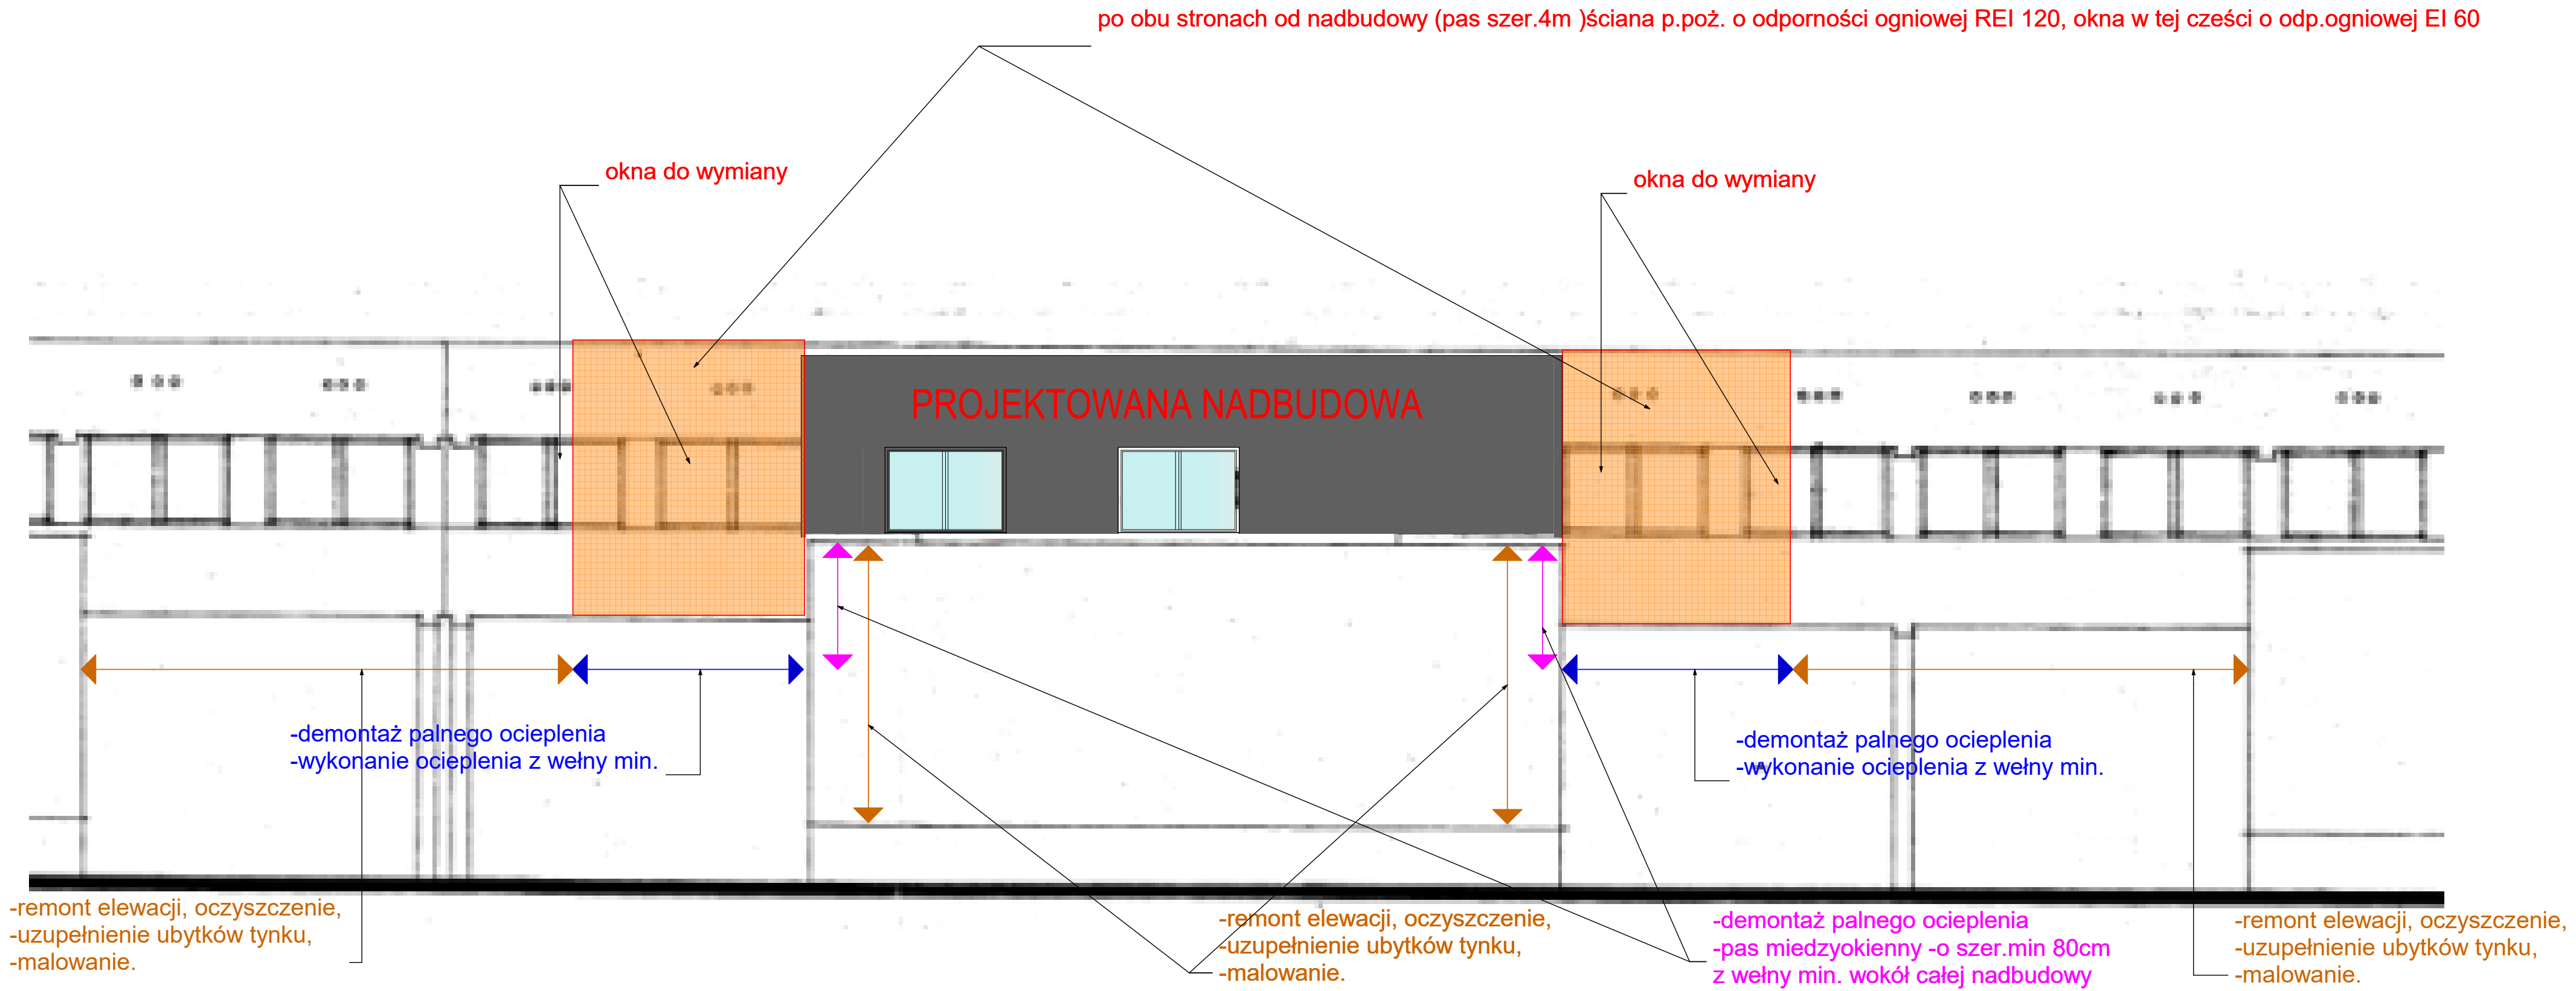 po obu stronach od nadbudowy (pas szer.4m )ściana p.poż. o odporności ogniowej REI 120, okna w tej cześci o odp.ogniowej EI 60
okna do wymiany
okna do wymiany
PROJEKTOWANA NADBUDOWA
-demontaż palnego ocieplenia
-wykonanie ocieplenia z wełny min.
-demontaż palnego ocieplenia
-wykonanie ocieplenia z wełny min.
-remont elewacji, oczyszczenie,
-uzupełnienie ubytków tynku,
-malowanie.
-remont elewacji, oczyszczenie,
-uzupełnienie ubytków tynku,
-malowanie.
-demontaż palnego ocieplenia
-pas miedzyokienny -o szer.min 80cm
z wełny min. wokół całej nadbudowy
-remont elewacji, oczyszczenie,
-uzupełnienie ubytków tynku,
-malowanie.